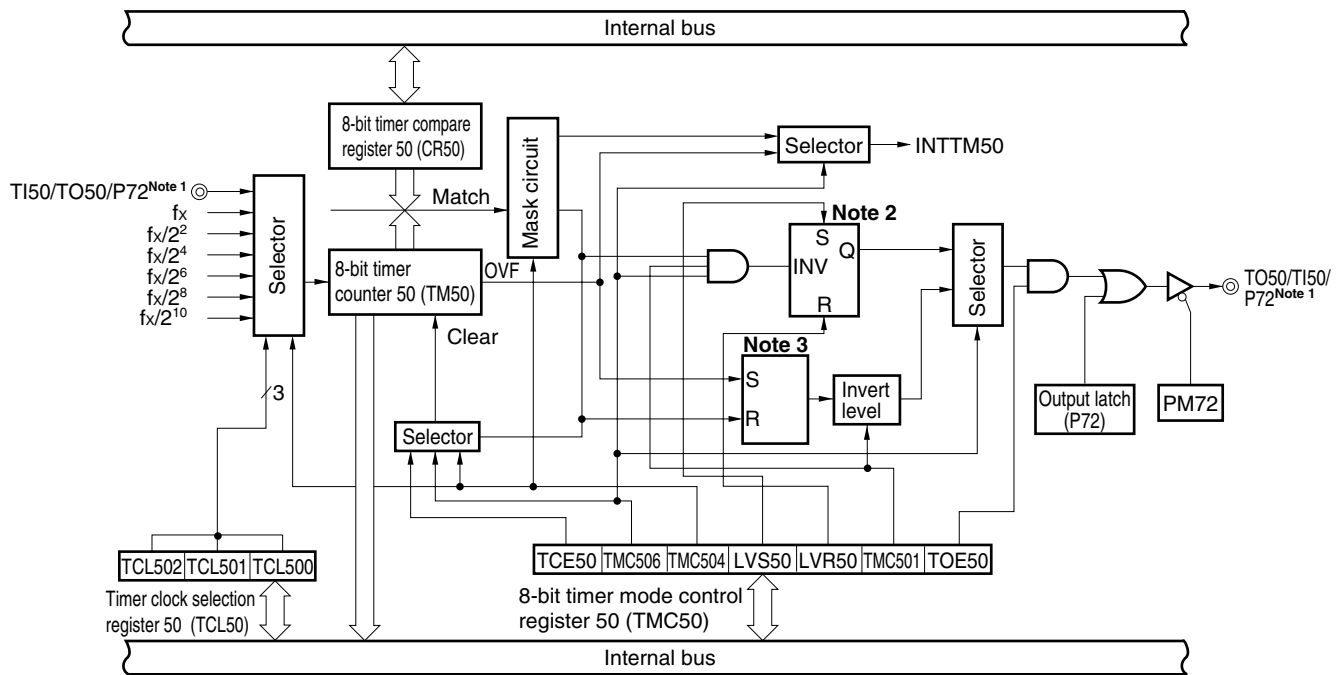 Internal bus
8-bit timer compare
register 50 (CR50)
Mask circuit
Selector
INTTM50
TI50/TO50/P72Note 1
fX
fX/2²
fX/2⁴
fX/2⁶
fX/2⁸
fX/2¹⁰
Selector
Match
8-bit timer
counter 50 (TM50)
OVF
Clear
Note 2
S
Q
INV
R
Selector
TO50/TI50/
P72Note 1
Note 3
S
R
Invert
level
Output latch
(P72)
PM72
3
Selector
TCL502 TCL501 TCL500
Timer clock selection
register 50 (TCL50)
TCE50 TMC506 TMC504 LVS50 LVR50 TMC501 TOE50
8-bit timer mode control
register 50 (TMC50)
Internal bus